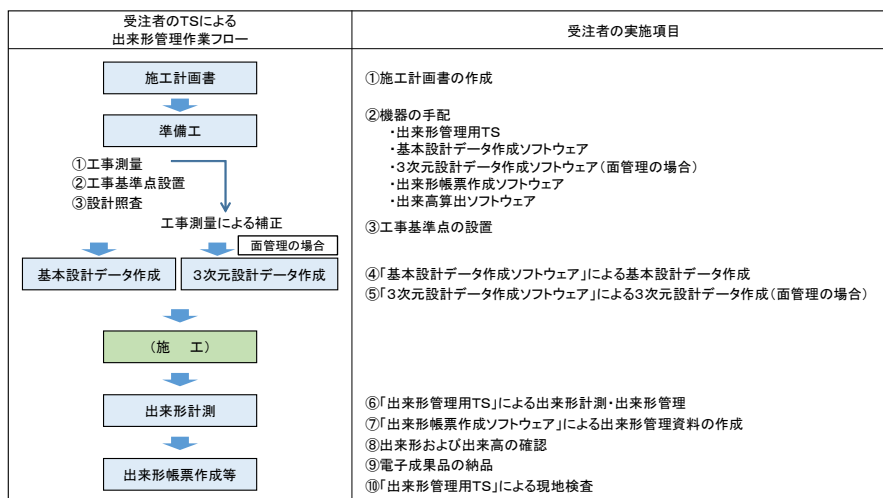 受注者のTSによる
出来形管理作業フロー
受注者の実施項目
施工計画書
①施工計画書の作成
準備工
②機器の手配
・出来形管理用TS
・基本設計データ作成ソフトウェア
・3次元設計データ作成ソフトウェア(面管理の場合)
・出来形帳票作成ソフトウェア
・出来高算出ソフトウェア
①工事測量
②工事基準点設置
③設計照査
工事測量による補正
③工事基準点の設置
面管理の場合
基本設計データ作成
3次元設計データ作成
④「基本設計データ作成ソフトウェア」による基本設計データ作成
⑤「3次元設計データ作成ソフトウェア」による3次元設計データ作成(面管理の場合)
(施 工)
出来形計測
⑥「出来形管理用TS」による出来形計測・出来形管理
⑦「出来形帳票作成ソフトウェア」による出来形管理資料の作成
⑧出来形および出来高の確認
出来形帳票作成等
⑨電子成果品の納品
⑩「出来形管理用TS」による現地検査